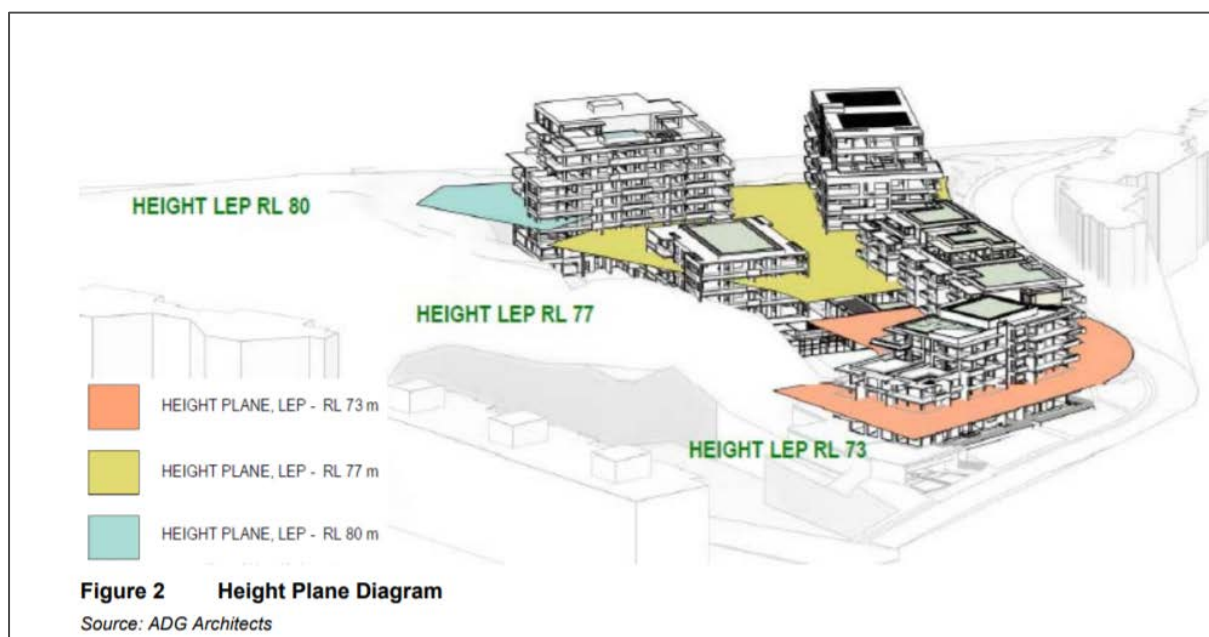 HEIGHT LEP RL 80
HEIGHT LEP RL 77
HEIGHT LEP RL 73
HEIGHT PLANE, LEP - RL 73 m
HEIGHT PLANE, LEP - RL 77 m
HEIGHT PLANE, LEP - RL 80 m
Figure 2 Height Plane Diagram
Source: ADG Architects